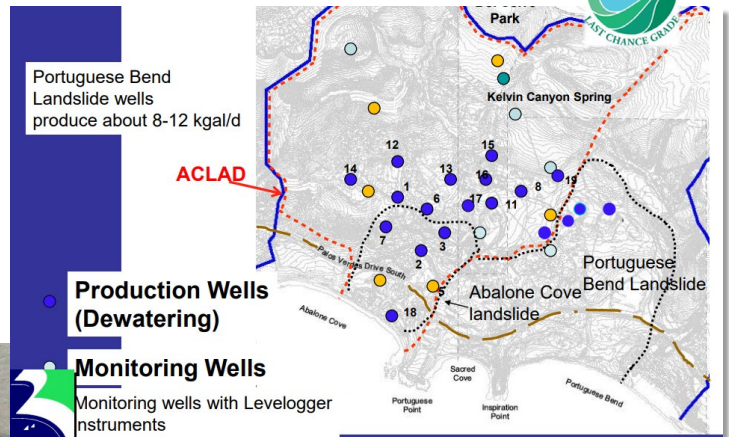 Park
LAST CHANCE GRADE
Portuguese Bend
Landslide wells
produce about 8-12 kgal/d
Kelvin Canyon Spring
ACLAD
12
15
14
13
16
19
1
8
6
17
11
7
3
2
Palos Verdes Drive South
5
Abalone Cove
landslide
Portuguese
Bend Landslide
18
Abalone Cove
Production Wells
(Dewatering)
Monitoring Wells
Monitoring wells with Levelogger
nstruments
Sacred
Cove
Portuguese
Point
Inspiration
Point
Portuguese Bend